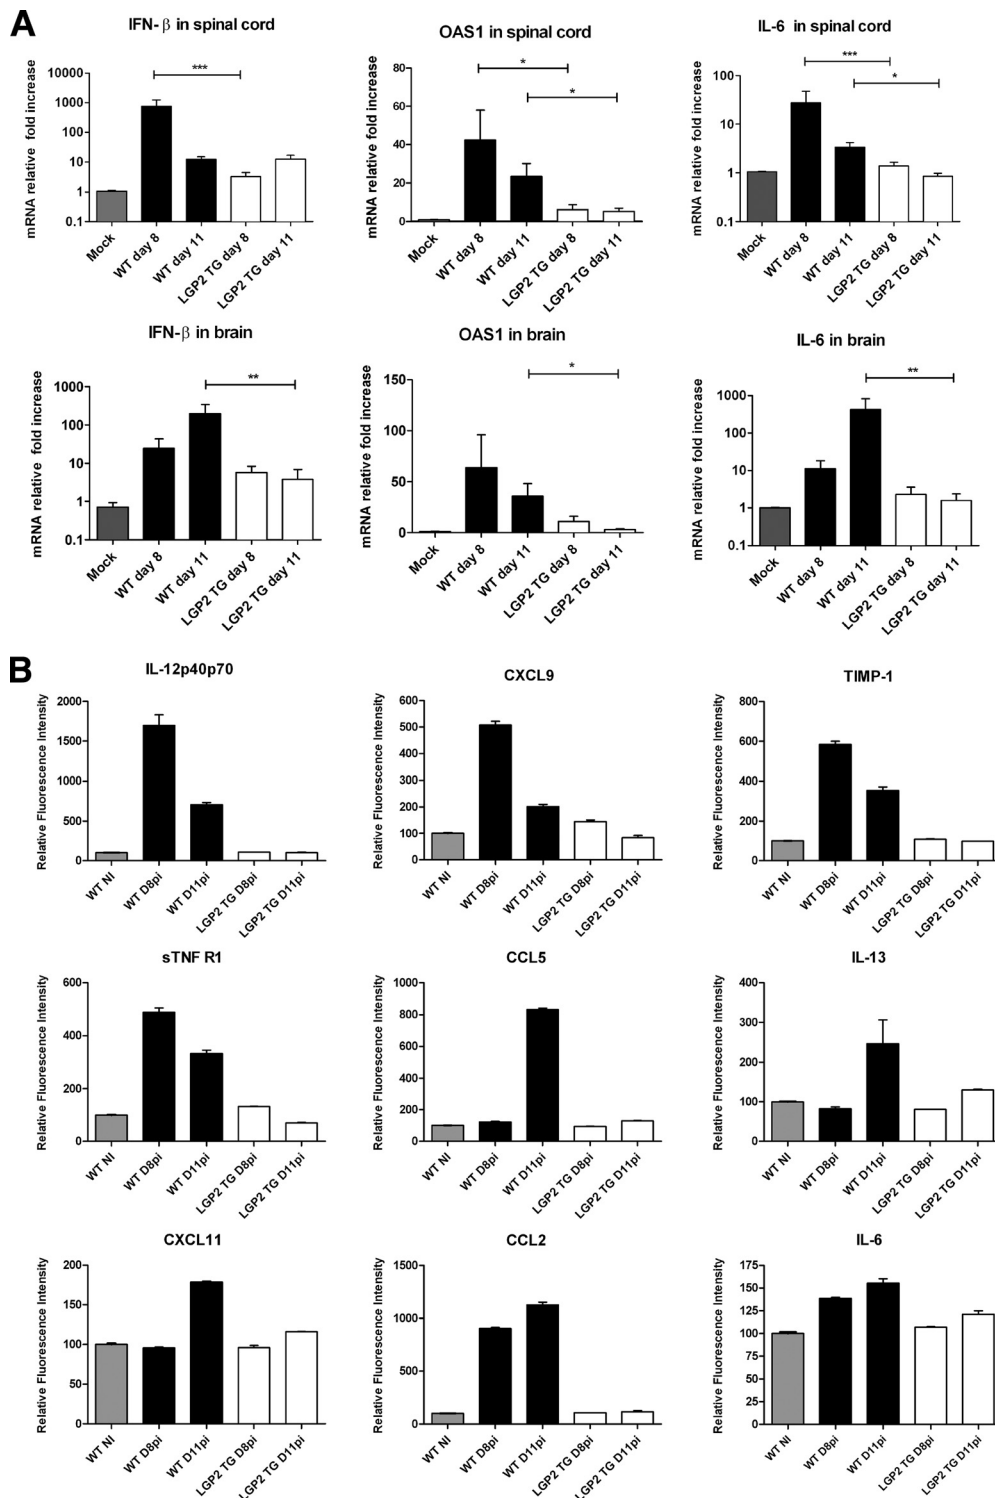 A
IFN-β in spinal cord
mRNA relative fold increase
10000
1000
100
10
1
0.1
***
Mock
WT day 8
WT day 11
LGP2 TG day 8
LGP2 TG day 11
OAS1 in spinal cord
mRNA relative fold increase
80
60
40
20
0
*
*
Mock
WT day 8
WT day 11
LGP2 TG day 8
LGP2 TG day 11
IL-6 in spinal cord
mRNA relative fold increase
100
10
1
0.1
***
*
Mock
WT day 8
WT day 11
LGP2 TG day 8
LGP2 TG day 11
IFN-β in brain
mRNA relative fold increase
1000
100
10
1
0.1
**
Mock
WT day 8
WT day 11
LGP2 TG day 8
LGP2 TG day 11
OAS1 in brain
mRNA relative fold increase
150
100
50
0
*
Mock
WT day 8
WT day 11
LGP2 TG day 8
LGP2 TG day 11
IL-6 in brain
mRNA relative fold increase
1000
100
10
1
0.1
**
Mock
WT day 8
WT day 11
LGP2 TG day 8
LGP2 TG day 11
B
IL-12p40p70
Relative Fluorescence Intensity
2000
1500
1000
500
0
WT NI
WT D8pi
WT D11pi
LGP2 TG D8pi
LGP2 TG D11pi
CXCL9
Relative Fluorescence Intensity
600
500
400
300
200
100
0
WT NI
WT D8pi
WT D11pi
LGP2 TG D8pi
LGP2 TG D11pi
TIMP-1
Relative Fluorescence Intensity
800
600
400
200
0
WT NI
WT D8pi
WT D11pi
LGP2 TG D8pi
LGP2 TG D11pi
sTNF R1
Relative Fluorescence Intensity
600
400
200
0
WT NI
WT D8pi
WT D11pi
LGP2 TG D8pi
LGP2 TG D11pi
CCL5
Relative Fluorescence Intensity
1000
800
600
400
200
0
WT NI
WT D8pi
WT D11pi
LGP2 TG D8pi
LGP2 TG D11pi
IL-13
Relative Fluorescence Intensity
400
300
200
100
0
WT NI
WT D8pi
WT D11pi
LGP2 TG D8pi
LGP2 TG D11pi
CXCL11
Relative Fluorescence Intensity
200
150
100
50
0
WT NI
WT D8pi
WT D11pi
LGP2 TG D8pi
LGP2 TG D11pi
CCL2
Relative Fluorescence Intensity
1500
1000
500
0
WT NI
WT D8pi
WT D11pi
LGP2 TG D8pi
LGP2 TG D11pi
IL-6
Relative Fluorescence Intensity
175
150
125
100
75
50
25
0
WT NI
WT D8pi
WT D11pi
LGP2 TG D8pi
LGP2 TG D11pi